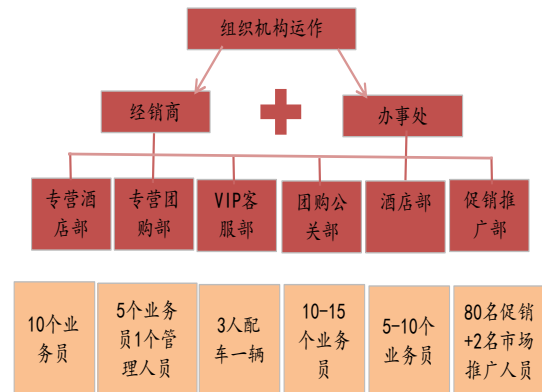 组织机构运作
经销商
办事处
专营酒
店部
专营团
购部
VIP客
服部
团购公
关部
酒店部
促销推
广部
10个业
务员
5个业务
员1个管
理人员
3人配
车一辆
10-15
个业务
员
5-10个
业务员
80名促销
+2名市场
推广人员